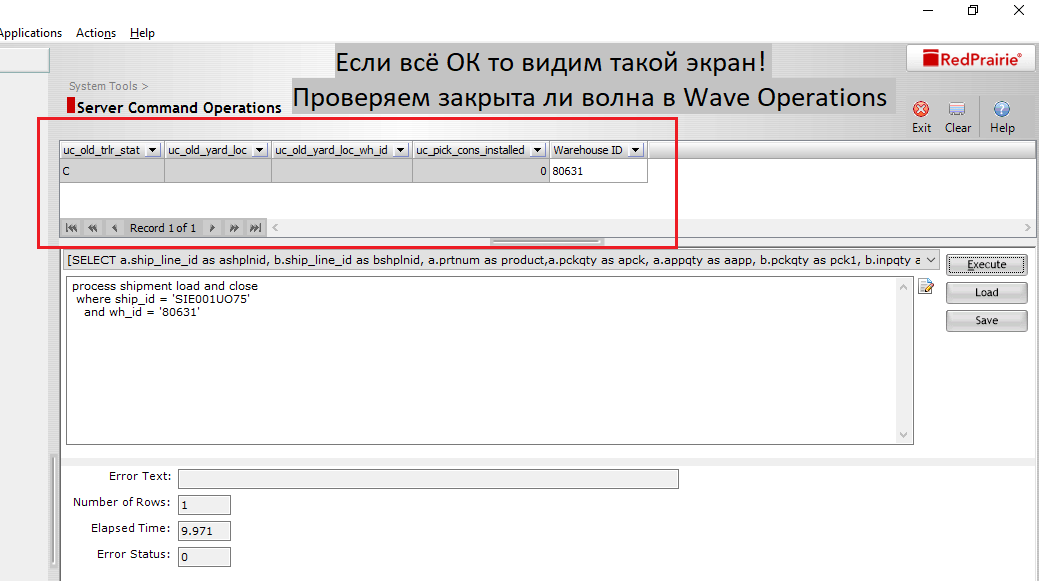 Applications Actions Help
Если всё ОК то видим такой экран!
RedPrairie®
System Tools >
Server Command Operations
Проверяем закрыта ли волна в Wave Operations
Exit Clear Help
uc_old_trlr_stat uc_old_yard_loc uc_old_yard_loc_wh_id uc_pick_cons_installed Warehouse ID
C 0 80631
Record 1 of 1
[SELECT a.ship_line_id as ashplnid, b.ship_line_id as bshplnid, a.prtnum as product,a.pckqty as apck, a.appqty as aapp, b.pckqty as pck1, b.inpqty a
Execute
process shipment load and close
where ship_id = 'SIE001UO75'
and wh_id = '80631'
Load
Save
Error Text:
Number of Rows: 1
Elapsed Time: 9.971
Error Status: 0